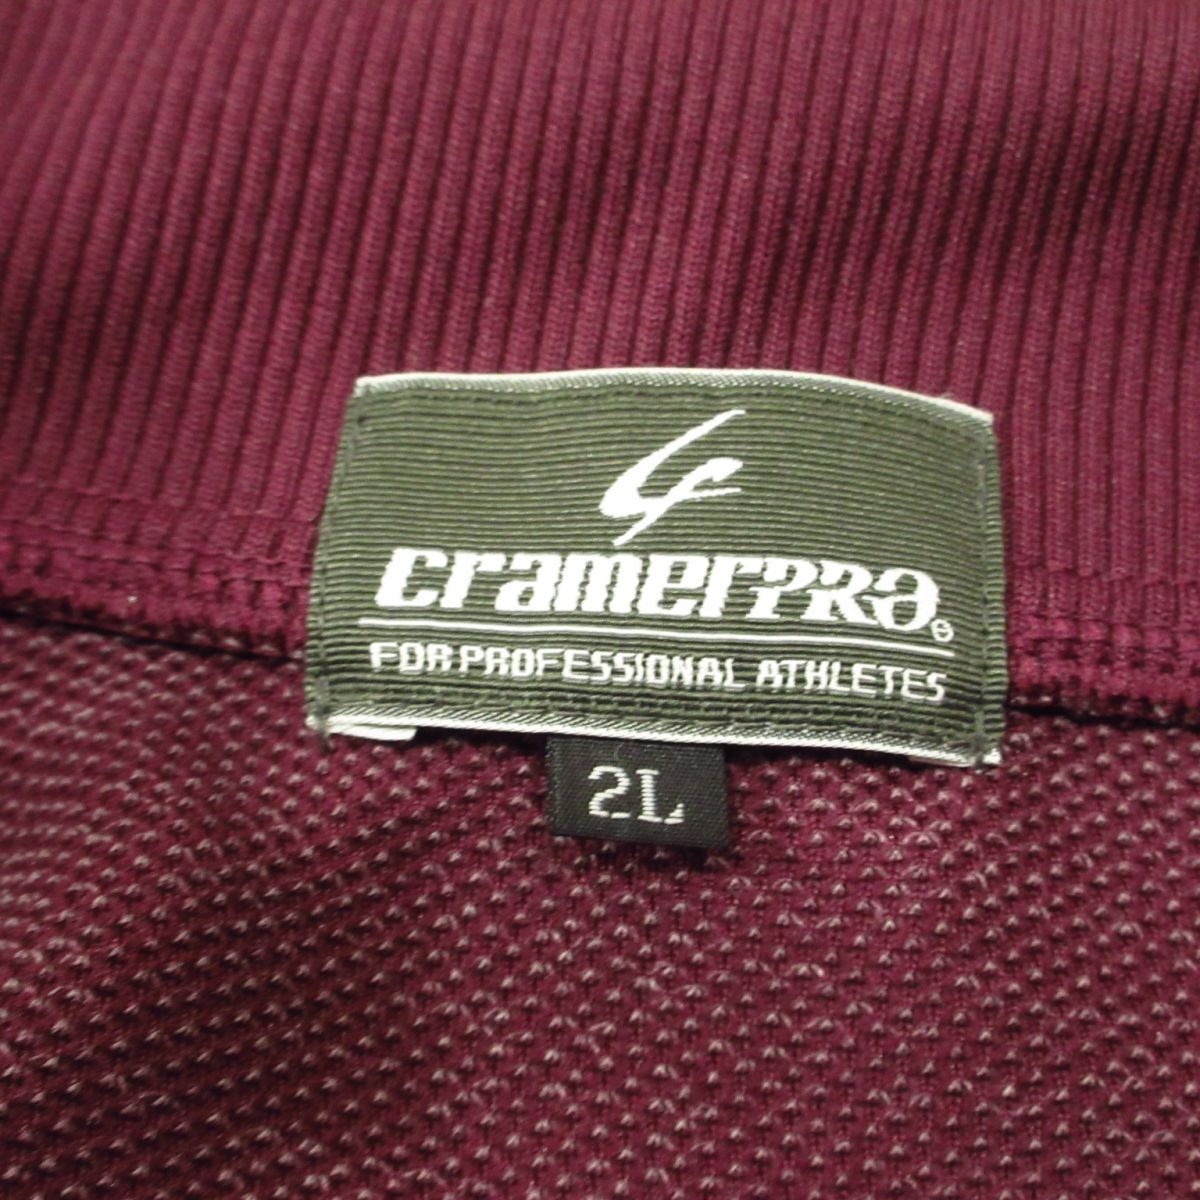 cramerPRO®
FOR PROFESSIONAL ATHLETES
2L